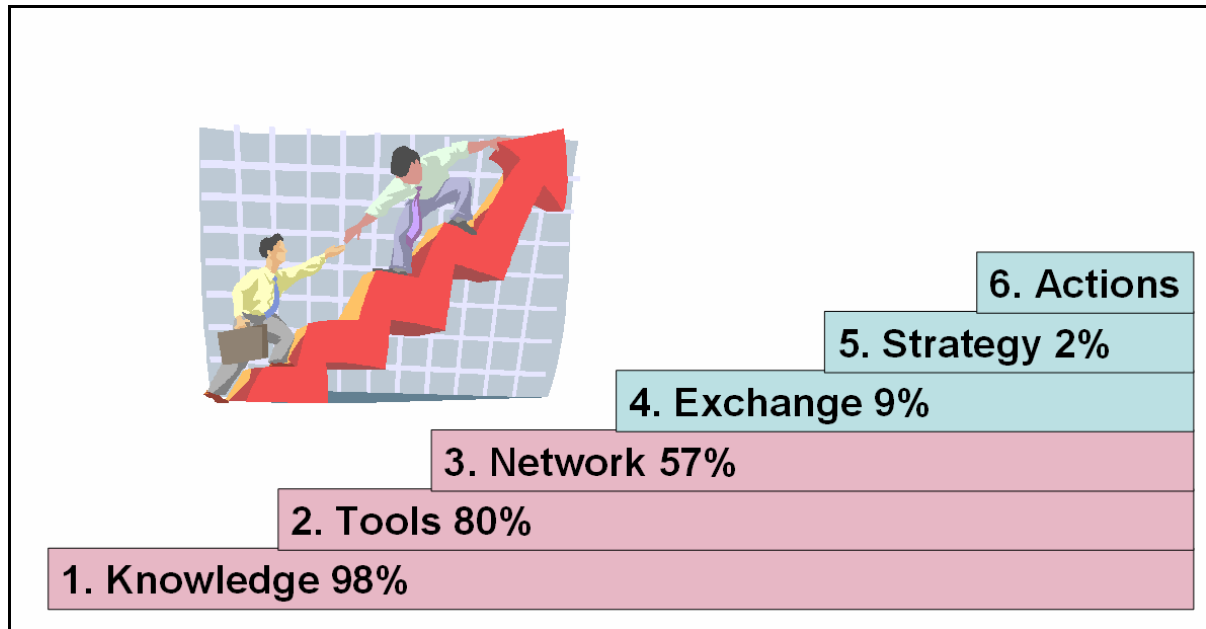 6. Actions
5. Strategy 2%
4. Exchange 9%
3. Network 57%
2. Tools 80%
1. Knowledge 98%